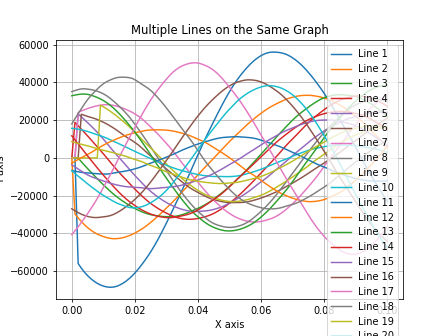 Multiple Lines on the Same Graph
60000
40000
20000
0
−20000
−40000
−60000
0.00
0.02
0.04
0.06
X axis
Line 1
Line 2
Line 3
Line 4
Line 5
Line 6
Line 7
Line 8
Line 9
Line 10
Line 11
Line 12
Line 13
Line 14
Line 15
Line 16
Line 17
Line 18
Line 19
Line 20